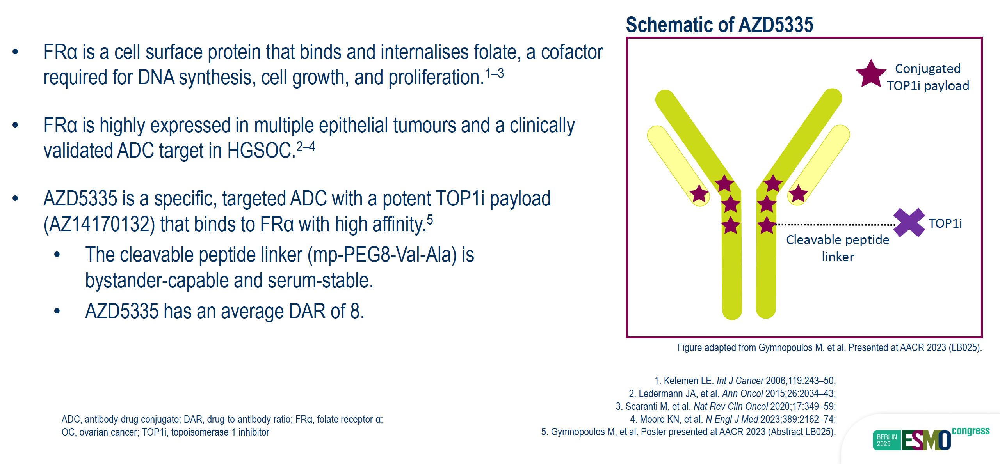 Schematic of AZD5335
• FRα is a cell surface protein that binds and internalises folate, a cofactor
required for DNA synthesis, cell growth, and proliferation.1–3
• FRα is highly expressed in multiple epithelial tumours and a clinically
validated ADC target in HGSOC.2–4
• AZD5335 is a specific, targeted ADC with a potent TOP1i payload
(AZ14170132) that binds to FRα with high affinity.5
• The cleavable peptide linker (mp-PEG8-Val-Ala) is
bystander-capable and serum-stable.
• AZD5335 has an average DAR of 8.
Conjugated
TOP1i payload
TOP1i
Cleavable peptide
linker
Figure adapted from Gymnopoulos M, et al. Presented at AACR 2023 (LB025).
1. Kelemen LE. Int J Cancer 2006;119:243–50;
2. Ledermann JA, et al. Ann Oncol 2015;26:2034–43;
3. Scaranti M, et al. Nat Rev Clin Oncol 2020;17:349–59;
4. Moore KN, et al. N Engl J Med 2023;389:2162–74;
5. Gymnopoulos M, et al. Poster presented at AACR 2023 (Abstract LB025).
ADC, antibody-drug conjugate; DAR, drug-to-antibody ratio; FRα, folate receptor α;
OC, ovarian cancer; TOP1i, topoisomerase 1 inhibitor
BERLIN
2025
ESMO congress